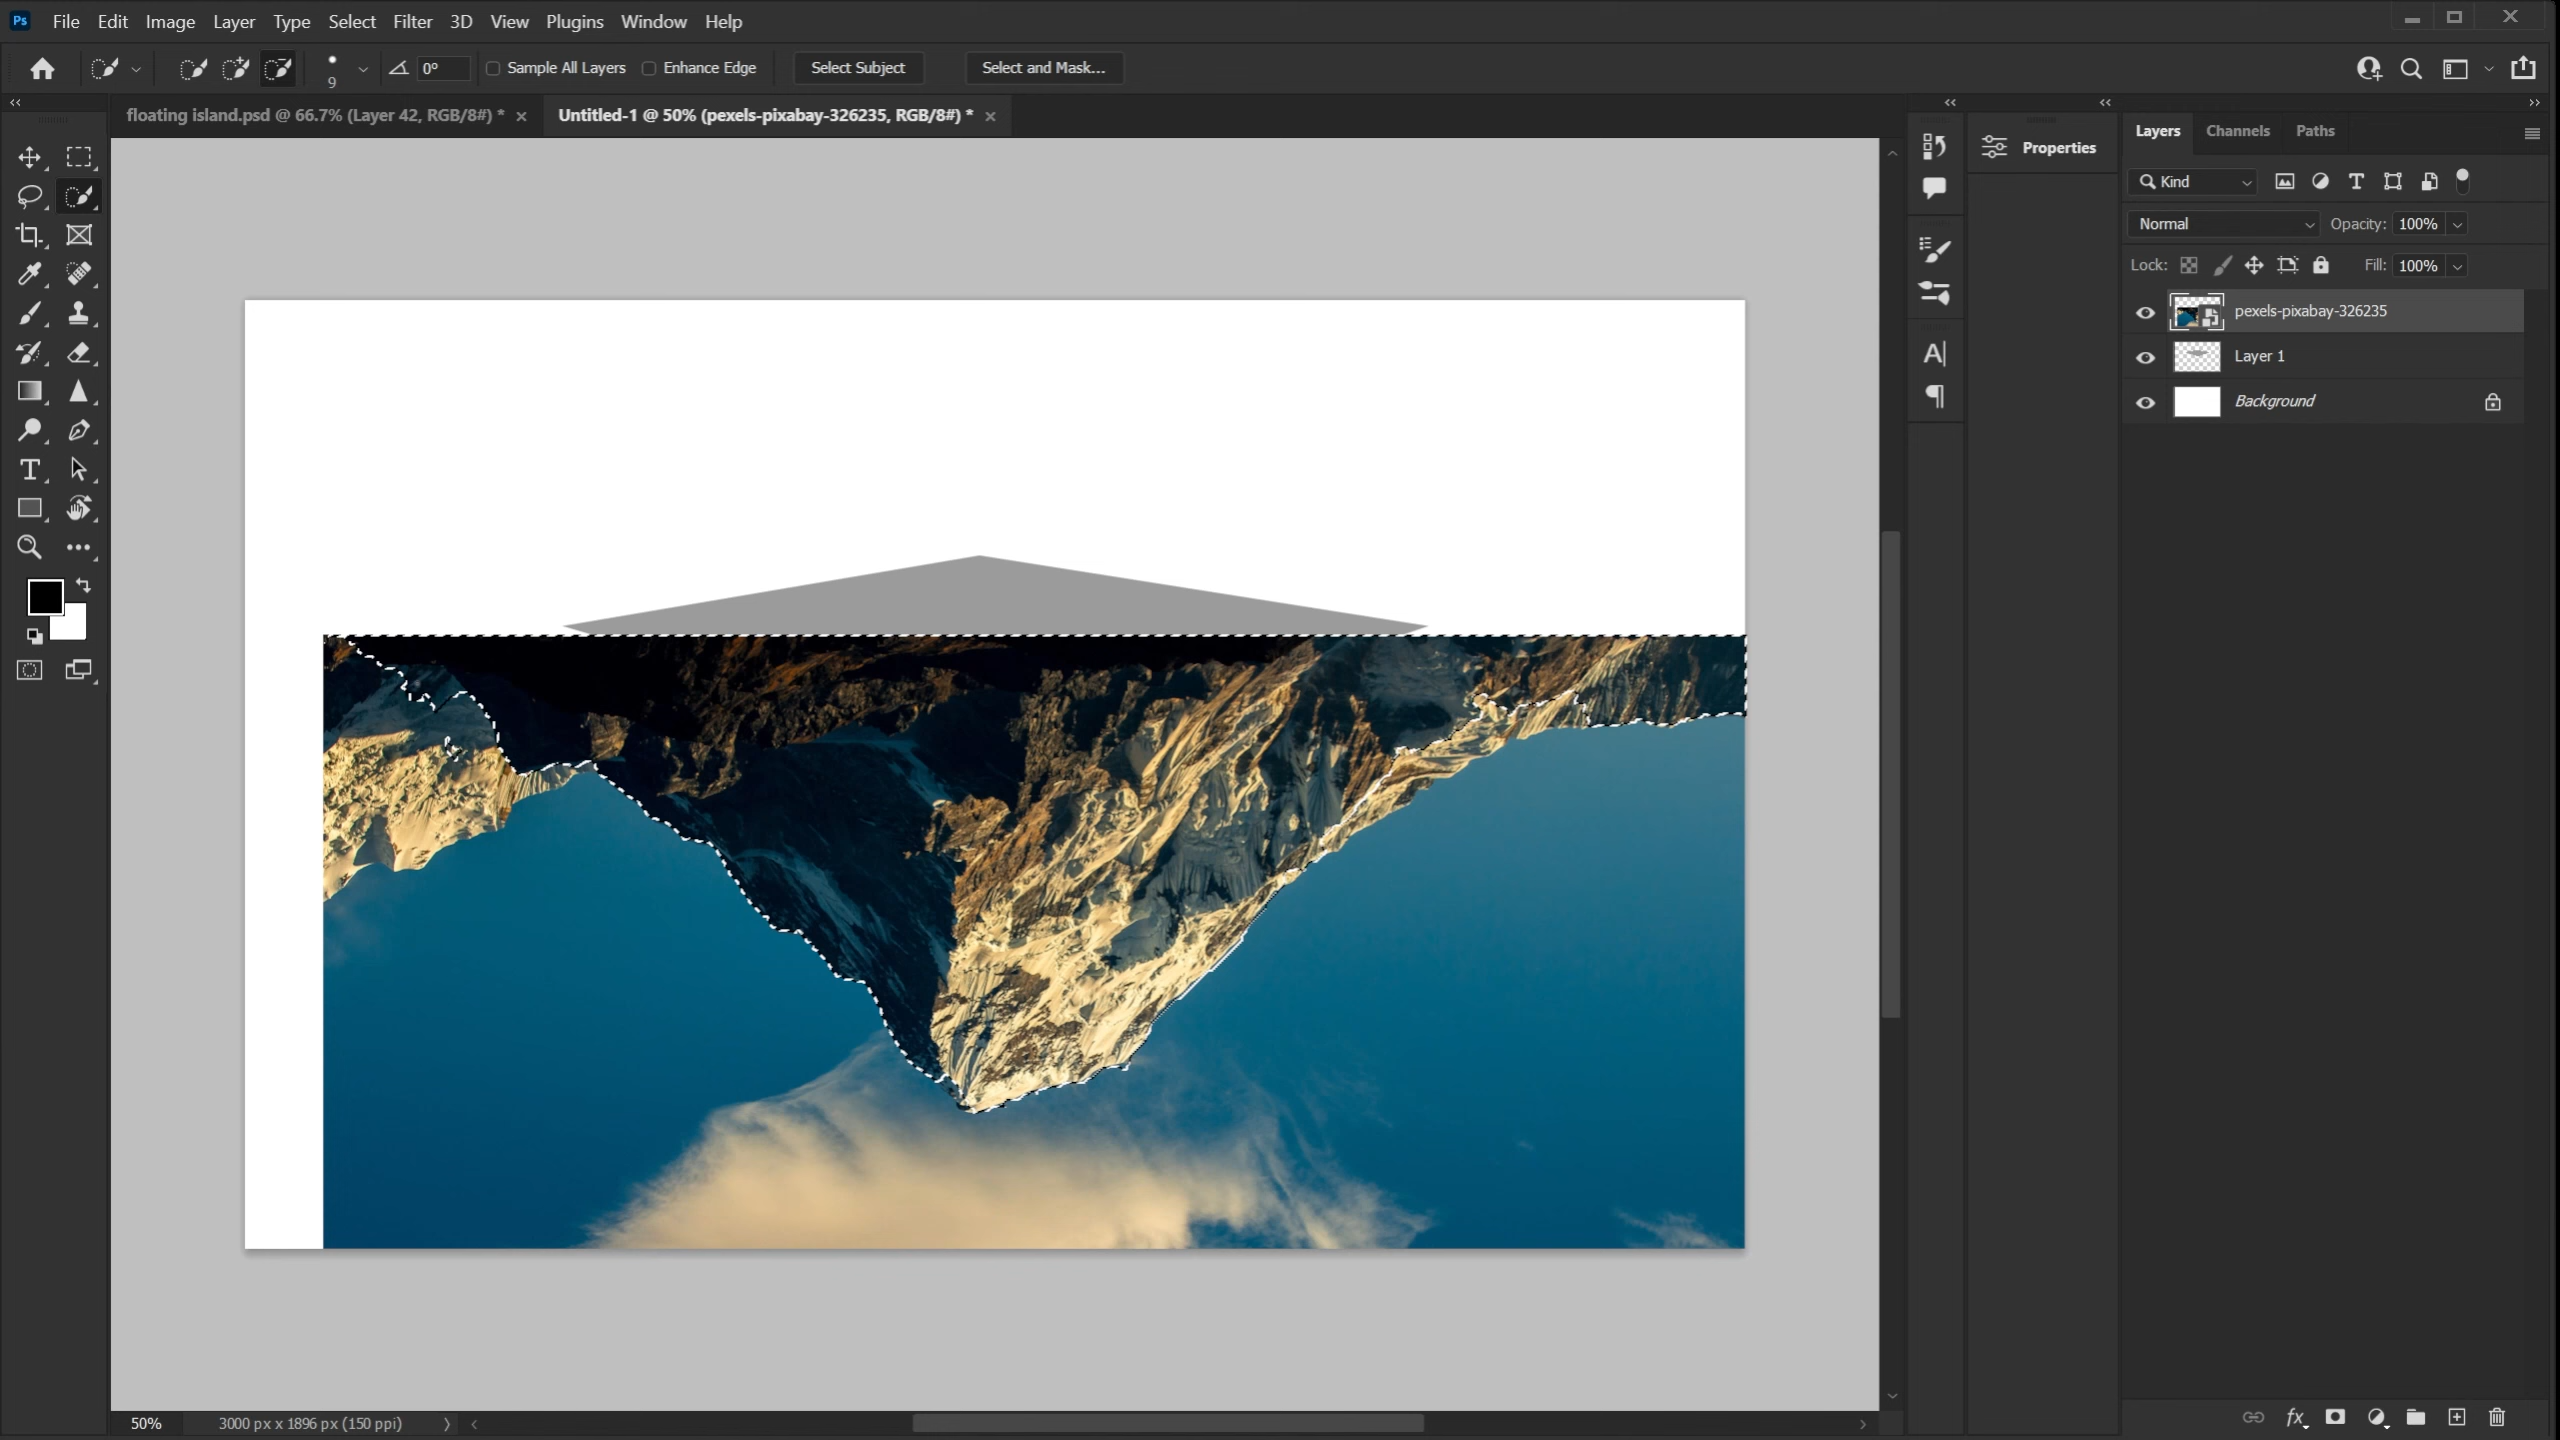 Ps File Edit Image Layer Type Select Filter 3D View Plugins Window Help
9 0° Sample All Layers Enhance Edge Select Subject Select and Mask...
floating island.psd @ 66.7% (Layer 42, RGB/8#) * × Untitled-1 @ 50% (pexels-pixabay-326235, RGB/8#) * ×
Properties
Layers Channels Paths
Kind
Normal Opacity: 100%
Lock: Fill: 100%
pexels-pixabay-326235
Layer 1
Background
50% 3000 px x 1896 px (150 ppi)